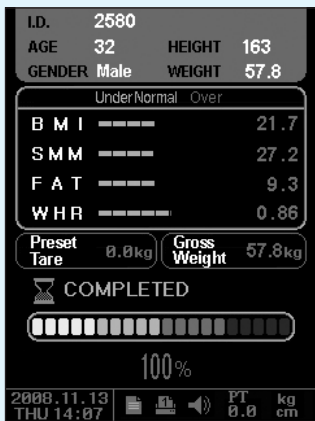 I.D. 2580
AGE 32 HEIGHT 163
GENDER Male WEIGHT 57.8
Under Normal Over
BMI 21.7
SMM 27.2
FAT 9.3
WHR 0.86
Preset Tare 0.0kg Gross Weight 57.8kg
COMPLETED
100%
2008.11.13 PT kg
THU 14:07 0.0 cm